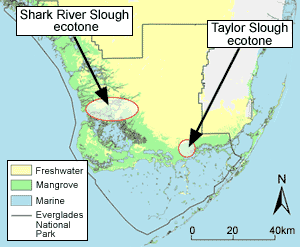 Shark River Slough
ecotone
Taylor Slough
ecotone
Freshwater
Mangrove
Marine
Everglades
National
Park
N
0 20 40km